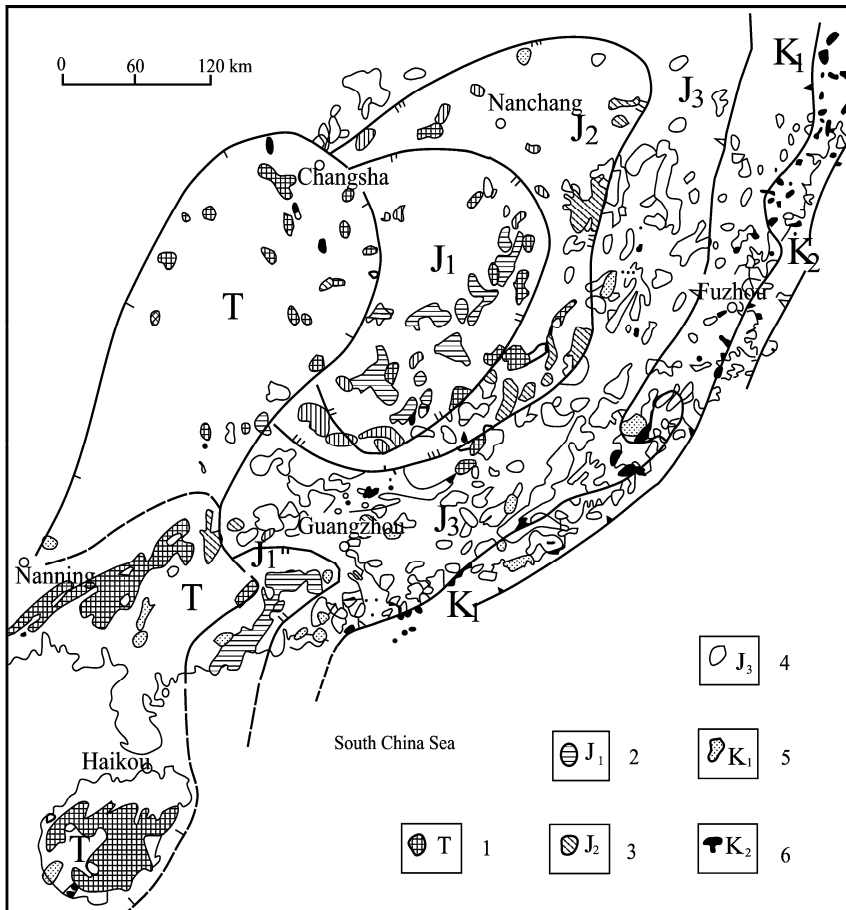 0 60 120 km
K1
J3
Nanchang
J2
Changsha
J1
K2
T
Fuzhou
Guangzhou
J3
J1
Nanning
T
K1
J3 4
South China Sea
J1 2
K1 5
Haikou
T
T 1
J2 3
K2 6